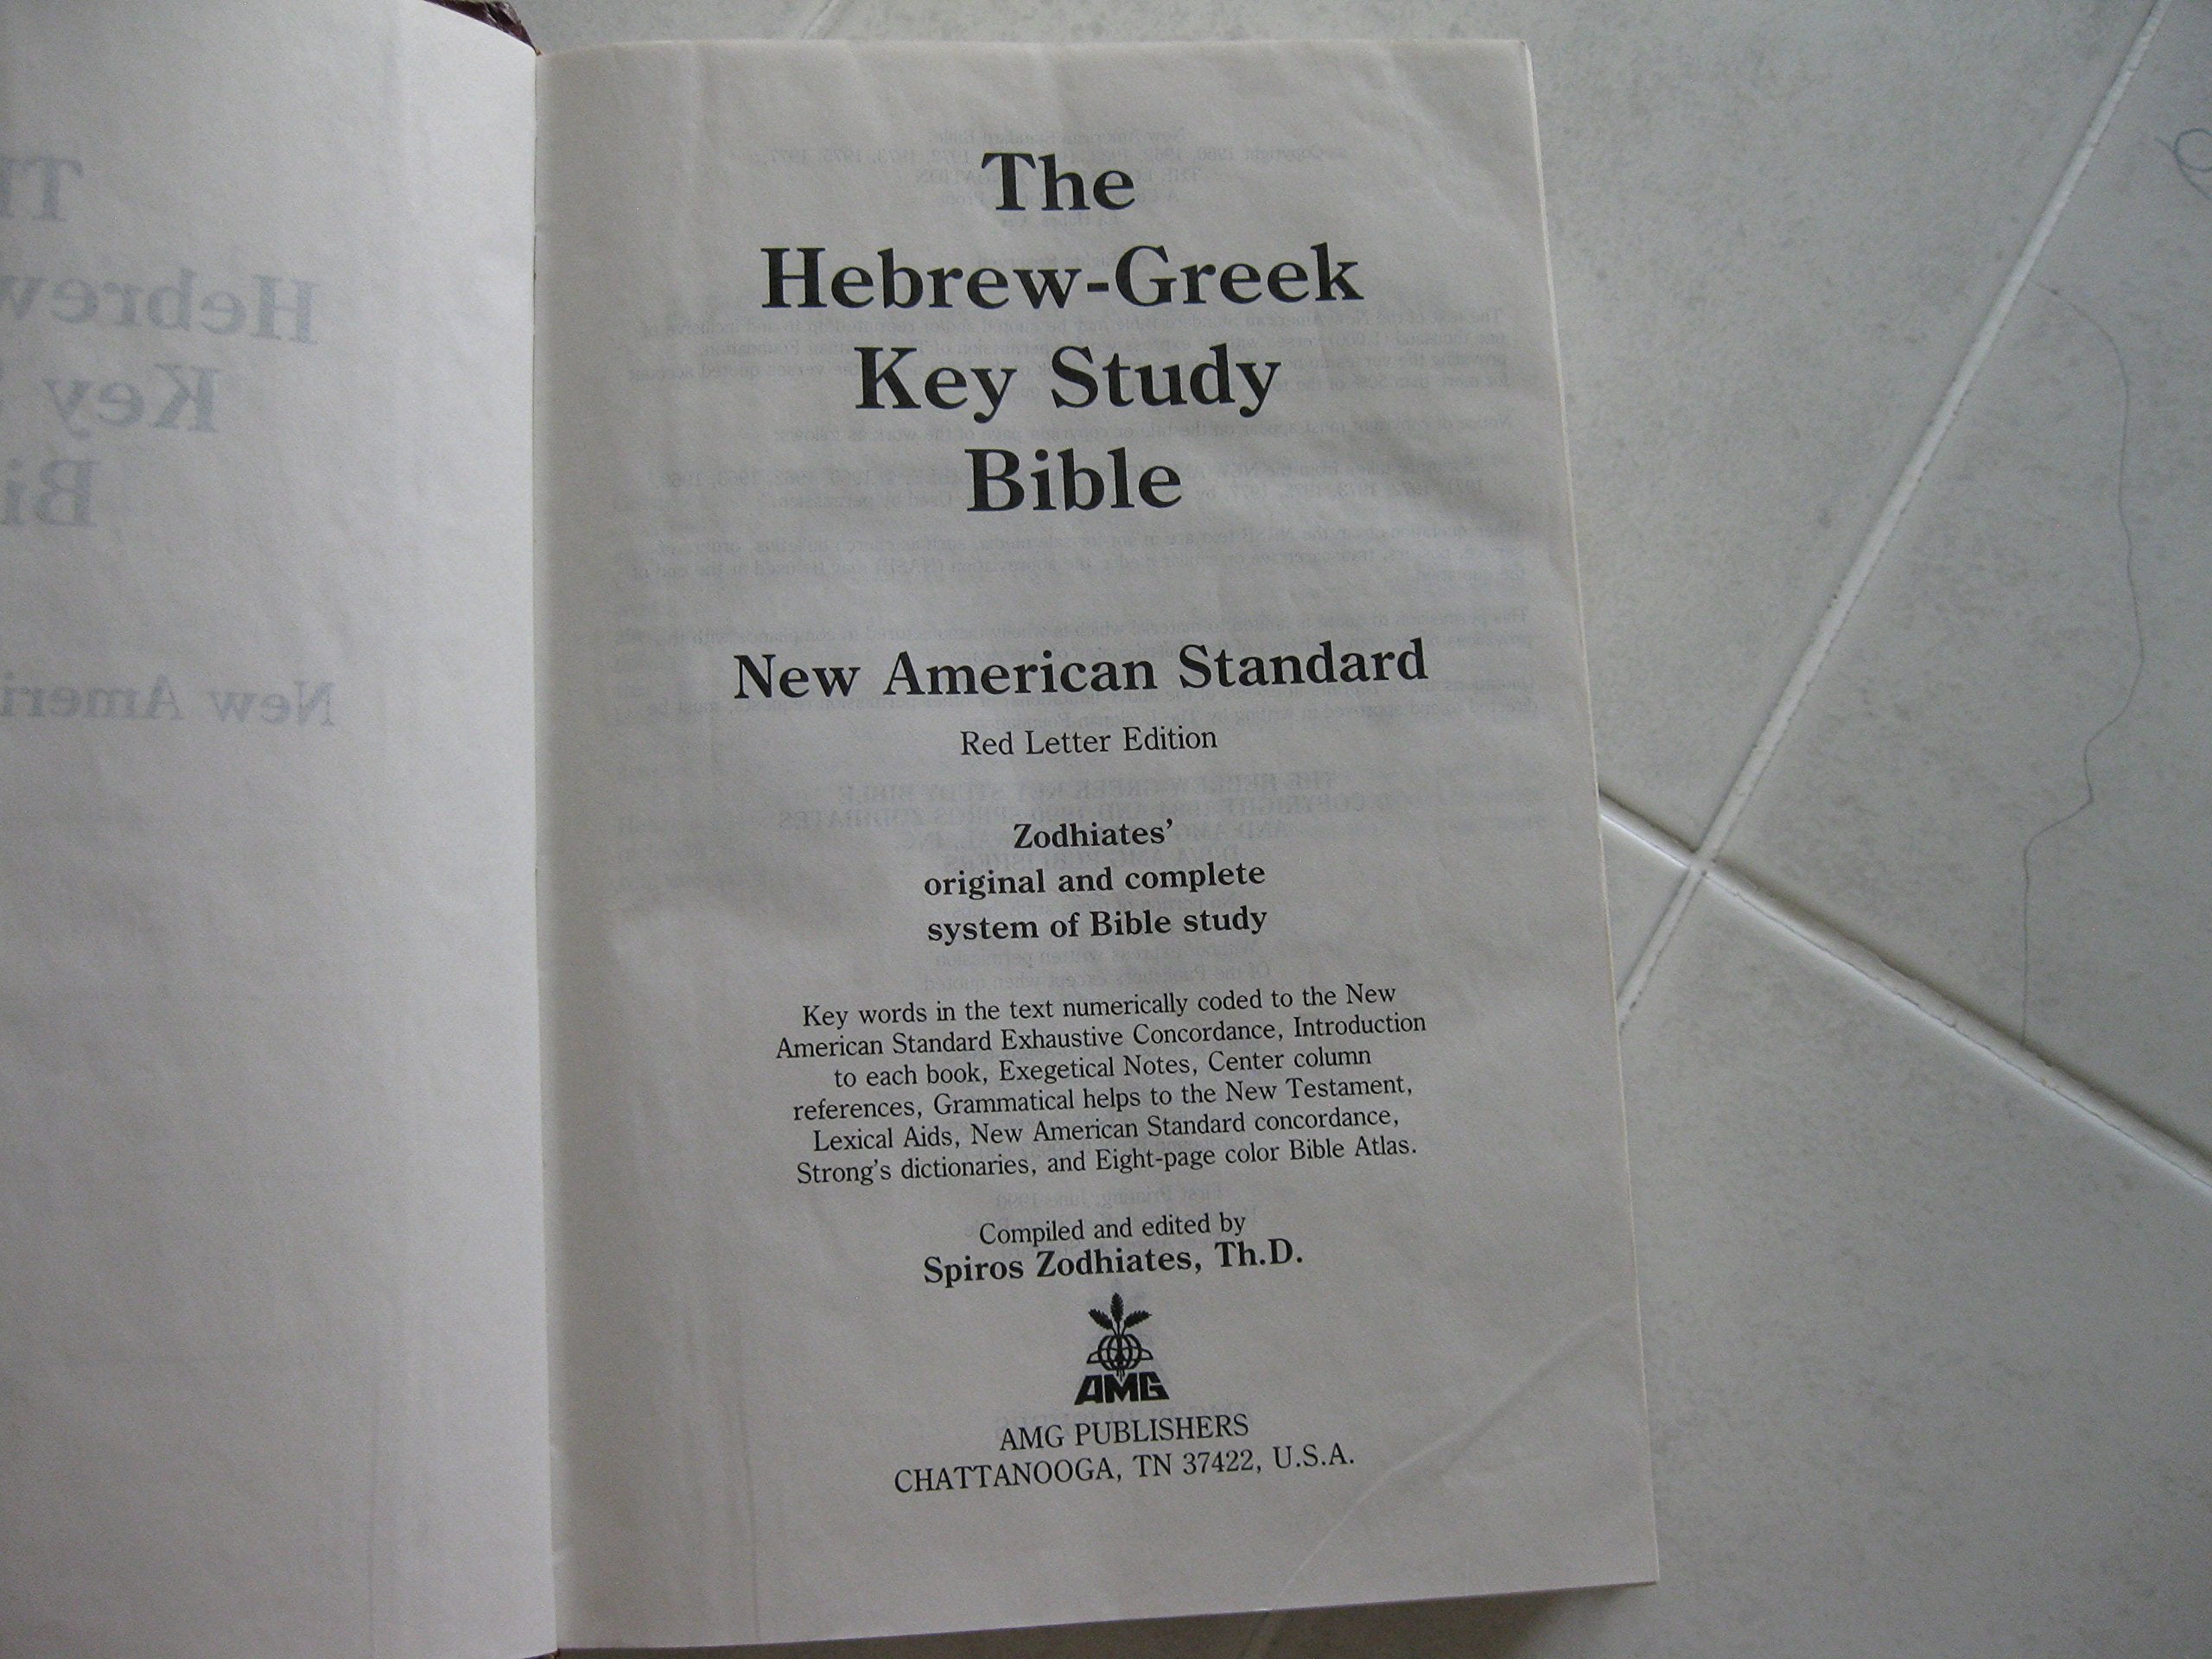 The
Hebrew-Greek
Key Study
Bible
New American Standard
Red Letter Edition
Zodhiates’
original and complete
system of Bible study
Key words in the text numerically coded to the New
American Standard Exhaustive Concordance, Introduction
to each book, Exegetical Notes, Center column
references, Grammatical helps to the New Testament,
Lexical Aids, New American Standard concordance,
Strong’s dictionaries, and Eight-page color Bible Atlas.
Compiled and edited by
Spiros Zodhiates, Th.D.
AMG
AMG PUBLISHERS
CHATTANOOGA, TN 37422, U.S.A.